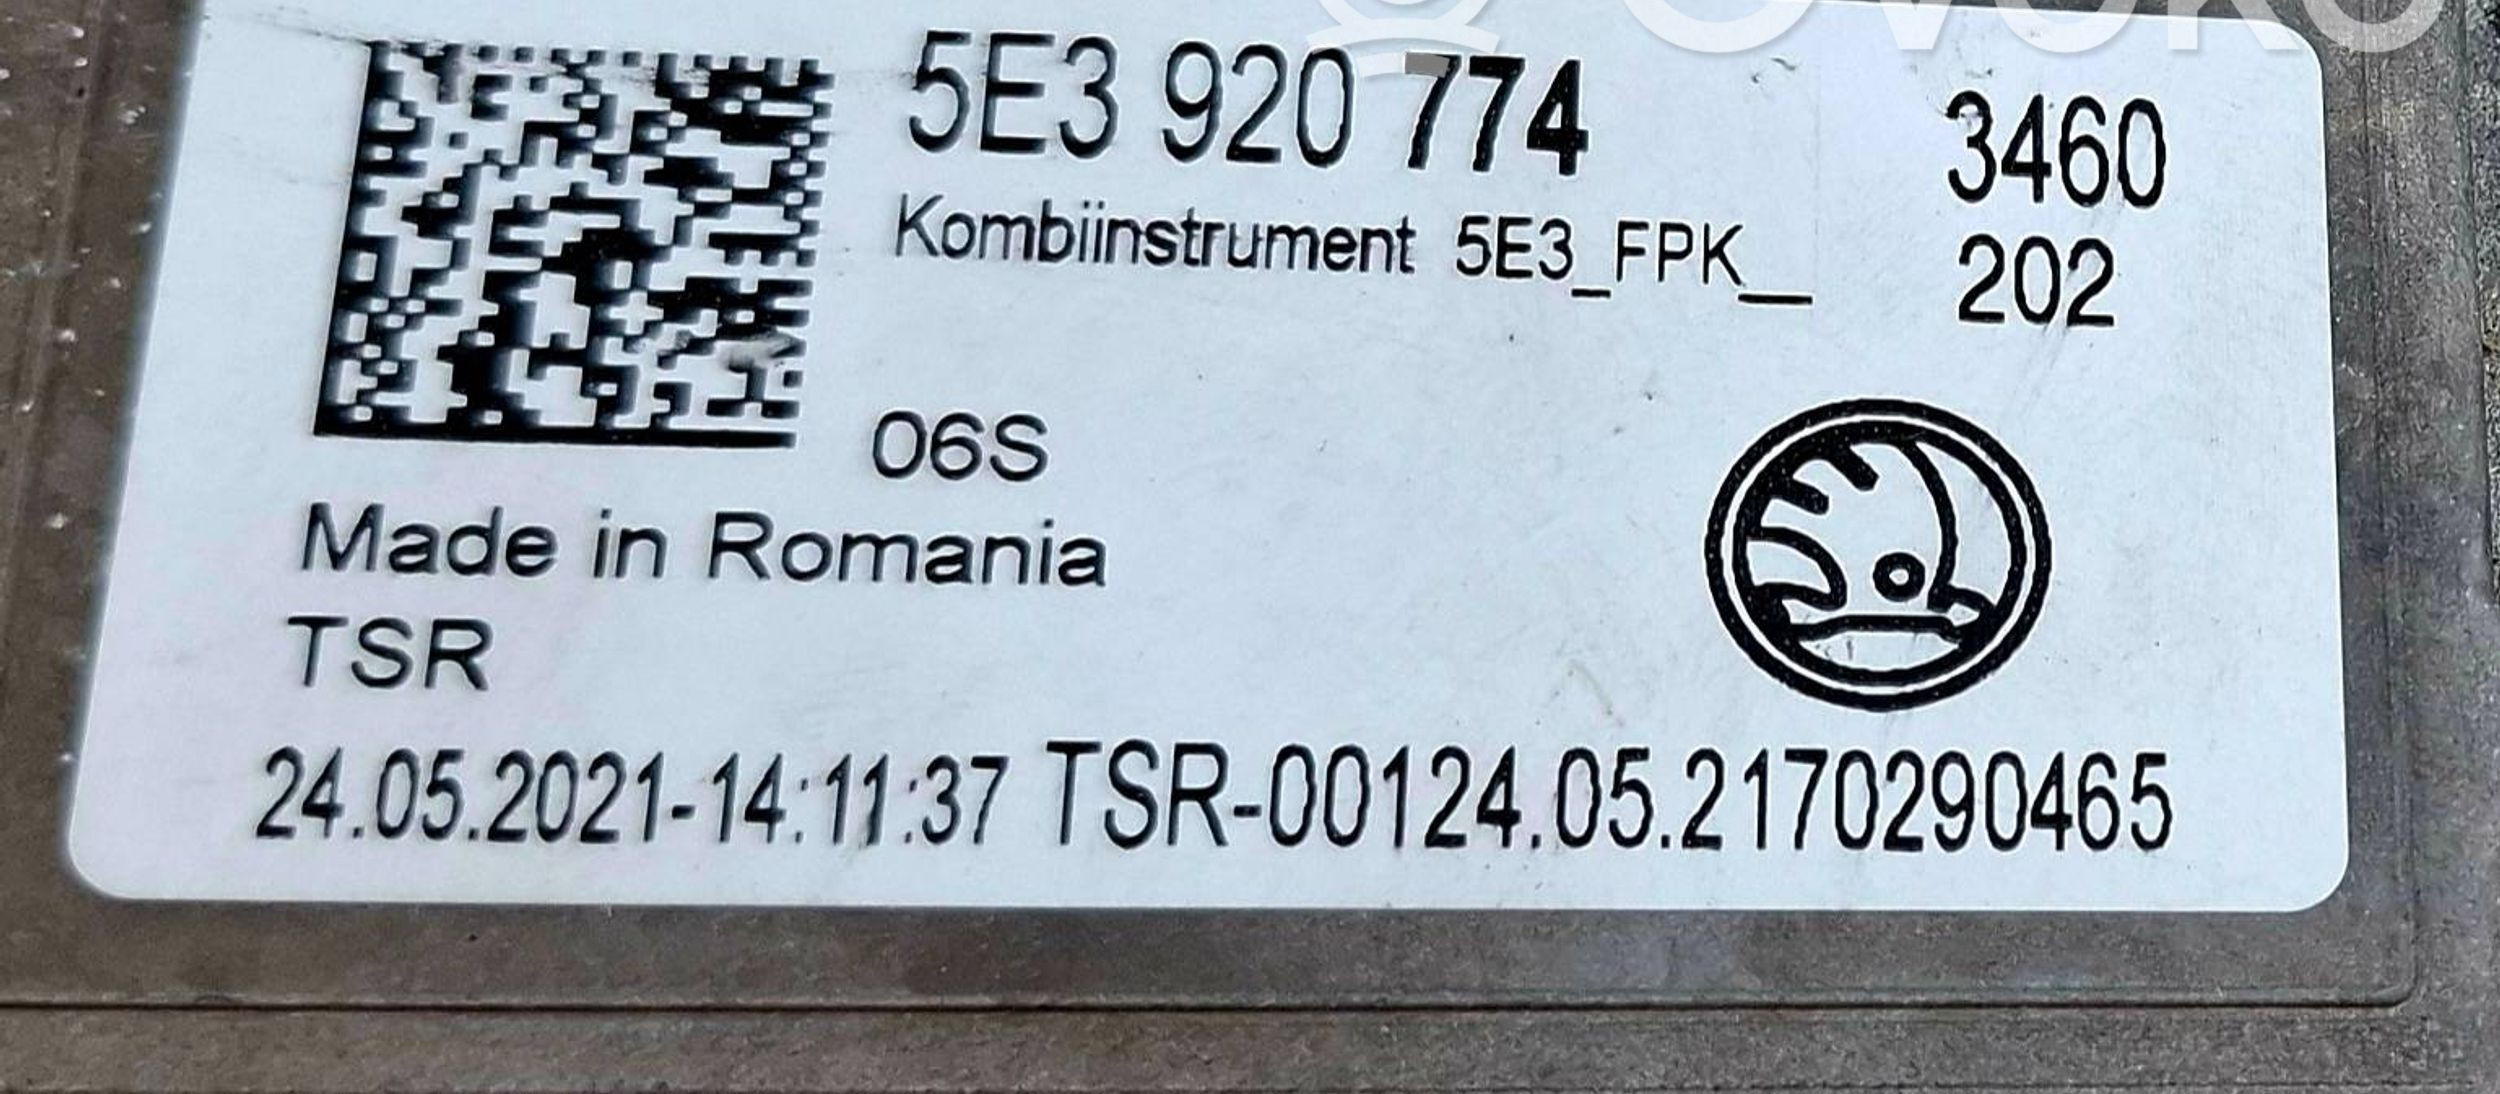 5E3 920 774
3460
Kombiinstrument 5E3_FPK__
202
06S
Made in Romania
TSR
24.05.2021-14:11:37 TSR-00124.05.2170290465